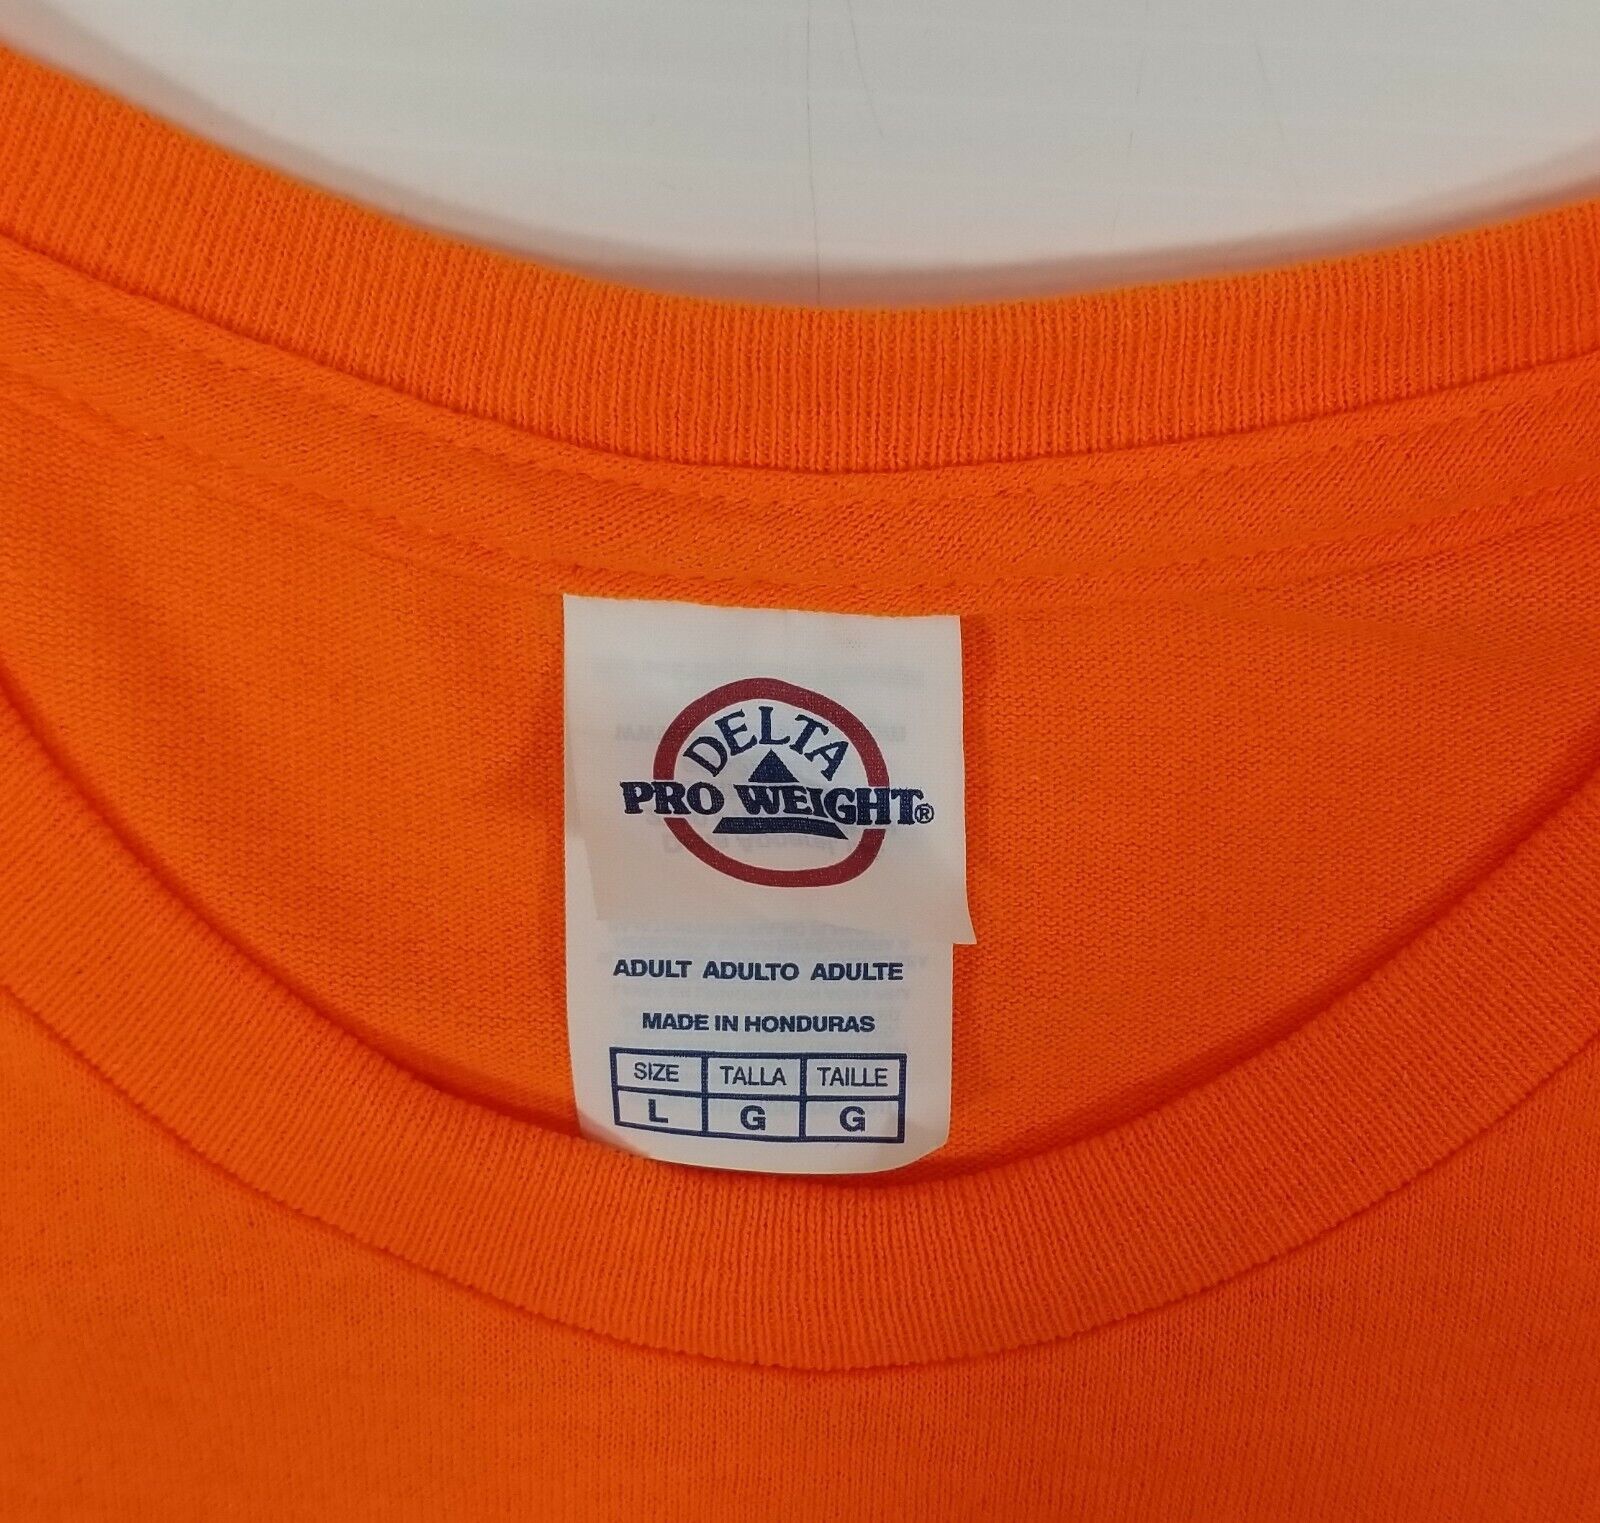 DELTA
PRO WEIGHT®
ADULT ADULTO ADULTE
MADE IN HONDURAS
SIZE TALLA TAILLE
L G G